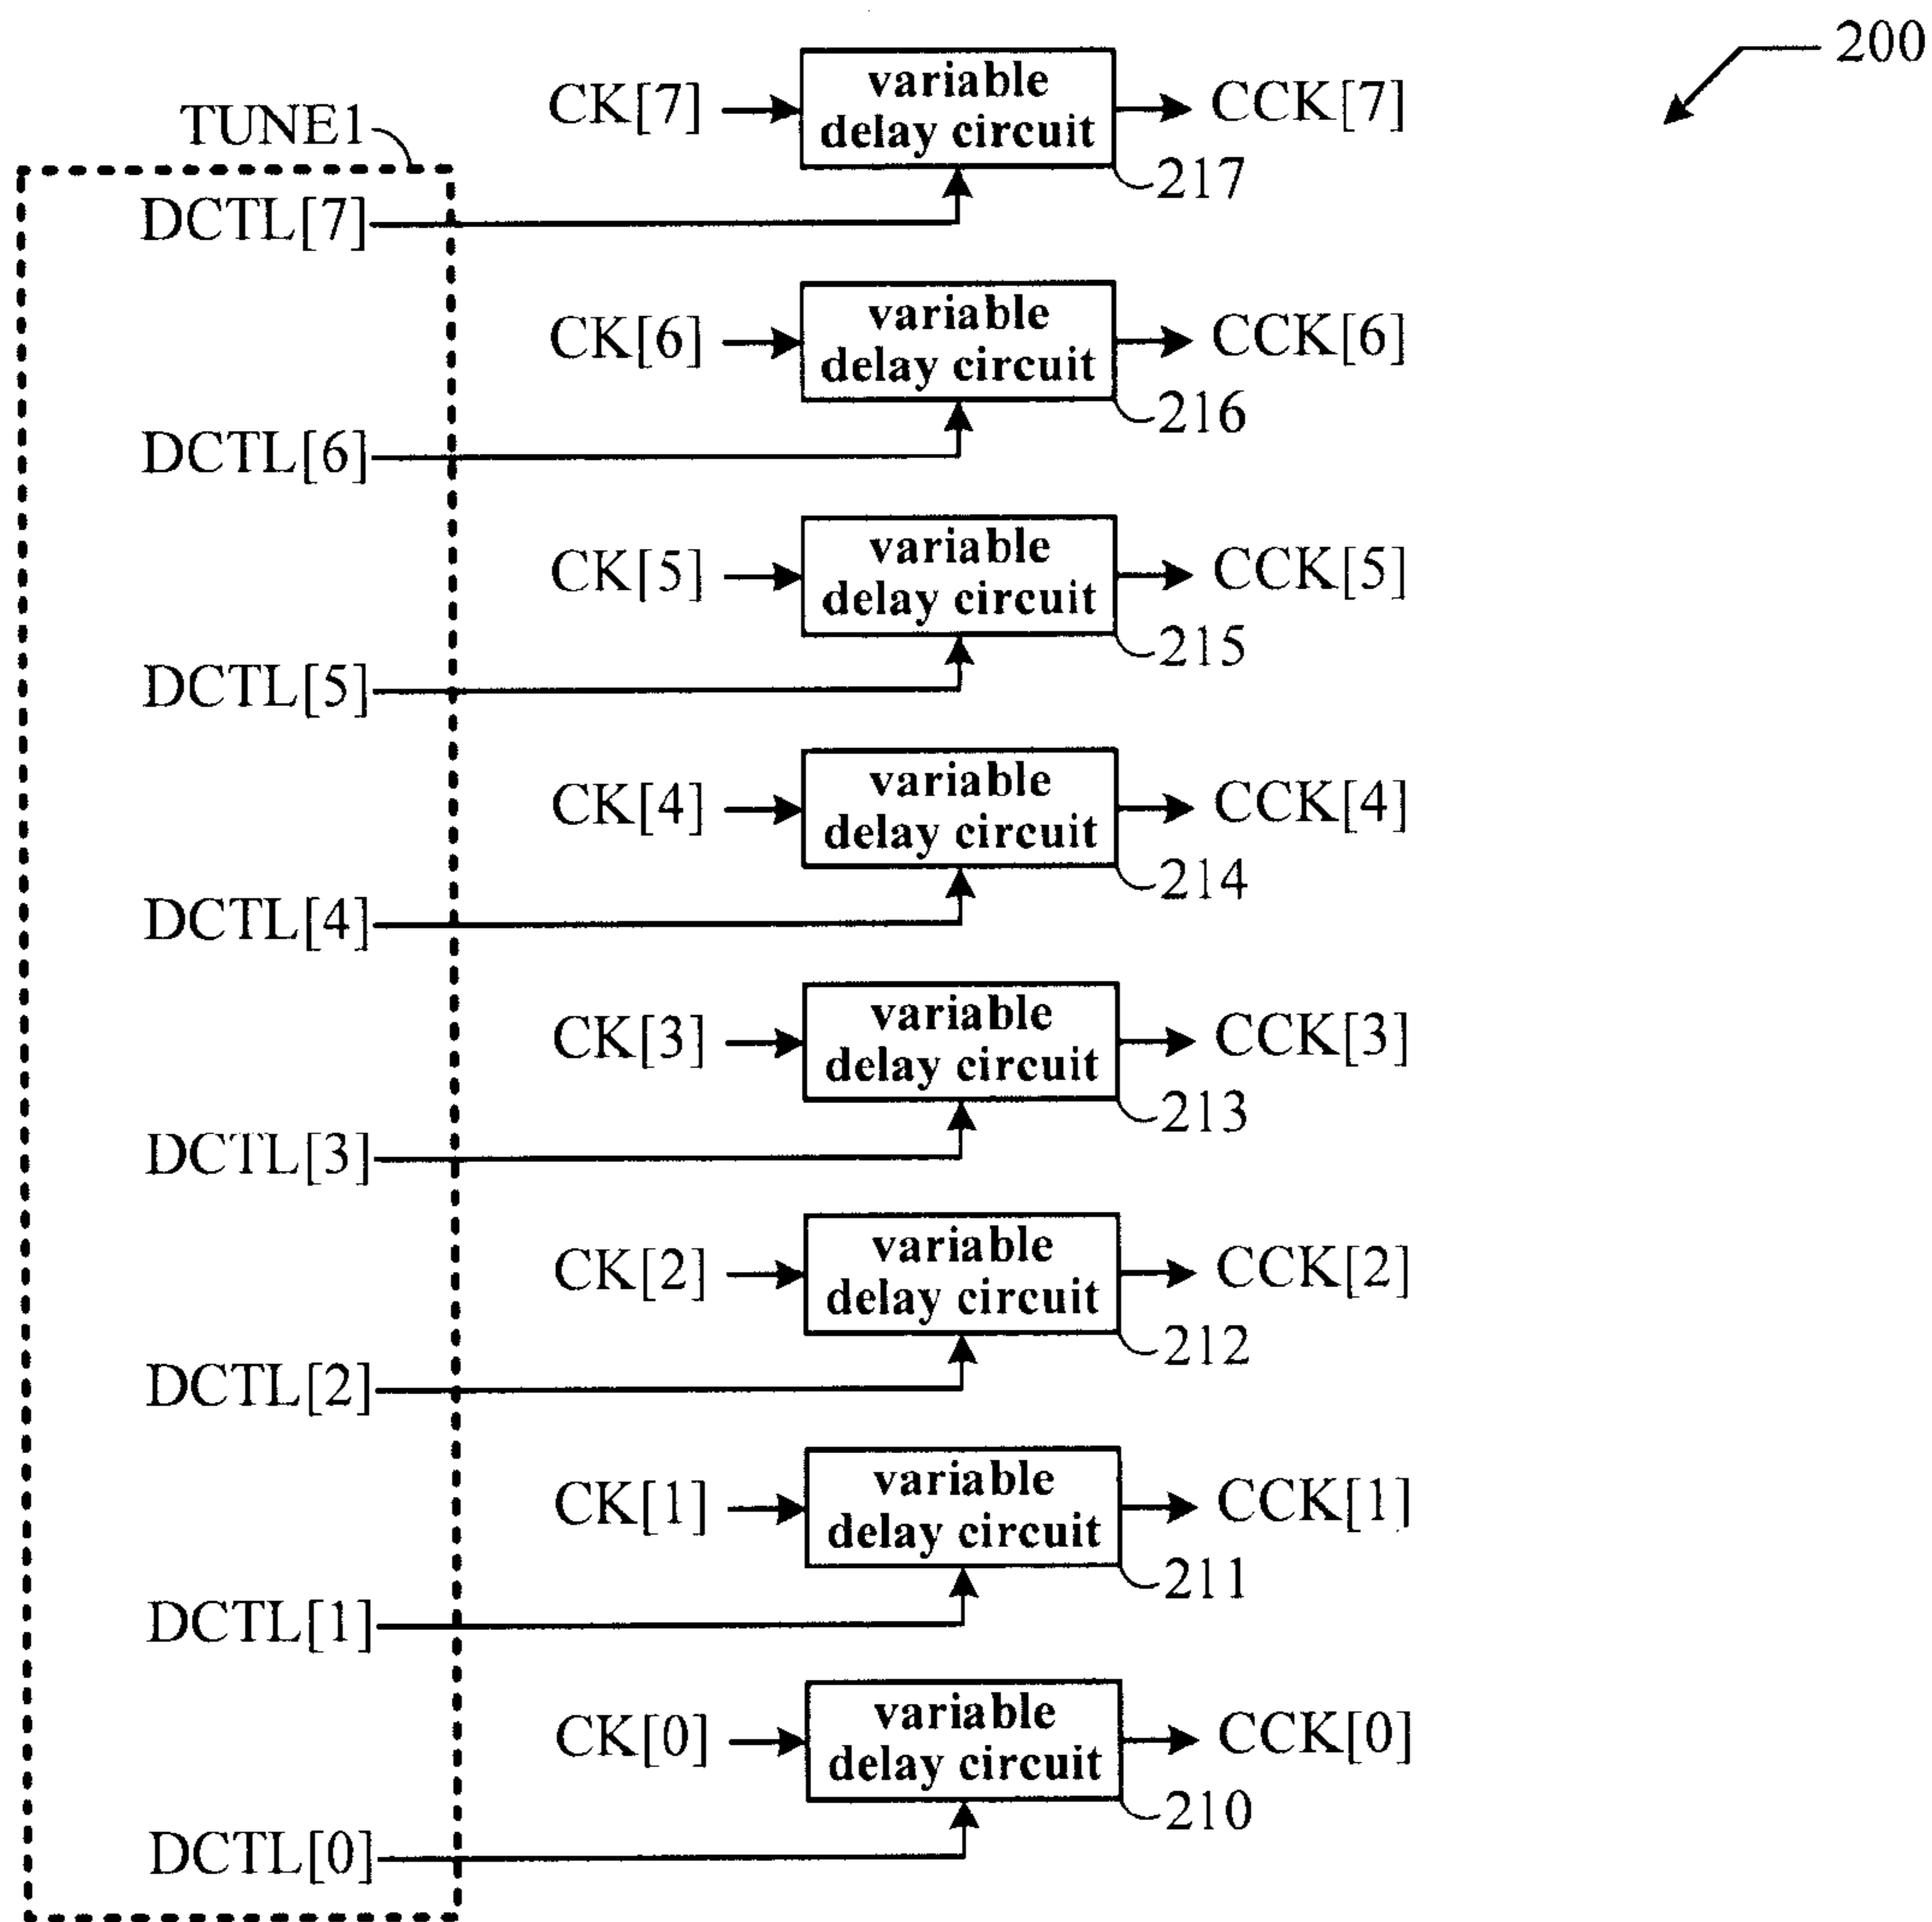 200
TUNE1
CK[7]
variable
delay circuit
CCK[7]
217
DCTL[7]
CK[6]
variable
delay circuit
CCK[6]
216
DCTL[6]
CK[5]
variable
delay circuit
CCK[5]
215
DCTL[5]
CK[4]
variable
delay circuit
CCK[4]
214
DCTL[4]
CK[3]
variable
delay circuit
CCK[3]
213
DCTL[3]
CK[2]
variable
delay circuit
CCK[2]
212
DCTL[2]
CK[1]
variable
delay circuit
CCK[1]
211
DCTL[1]
CK[0]
variable
delay circuit
CCK[0]
210
DCTL[0]